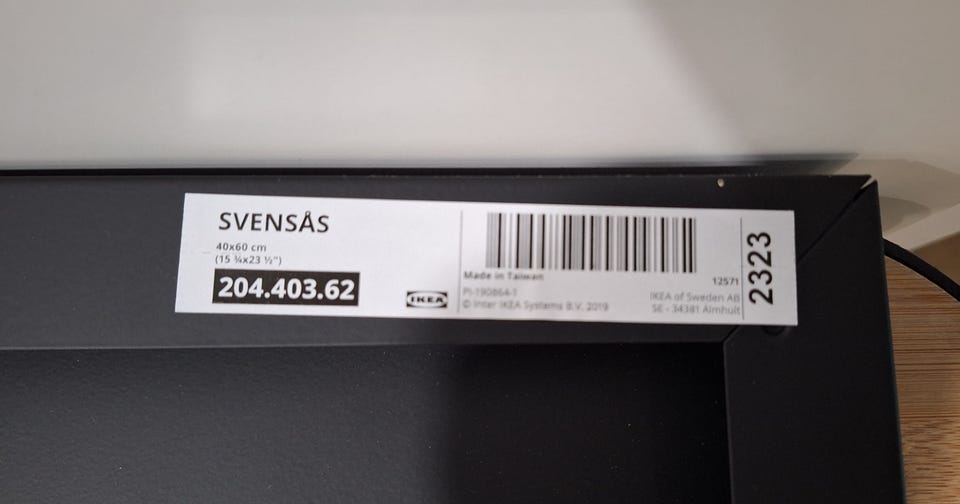 SVENSÅS
40x60 cm
(15 ¾x23 ½")
204.403.62
IKEA
Made in Taiwan
PI-190864-1
© Inter IKEA Systems B.V. 2019
12571
IKEA of Sweden AB
SE - 34381 Älmhult
2323